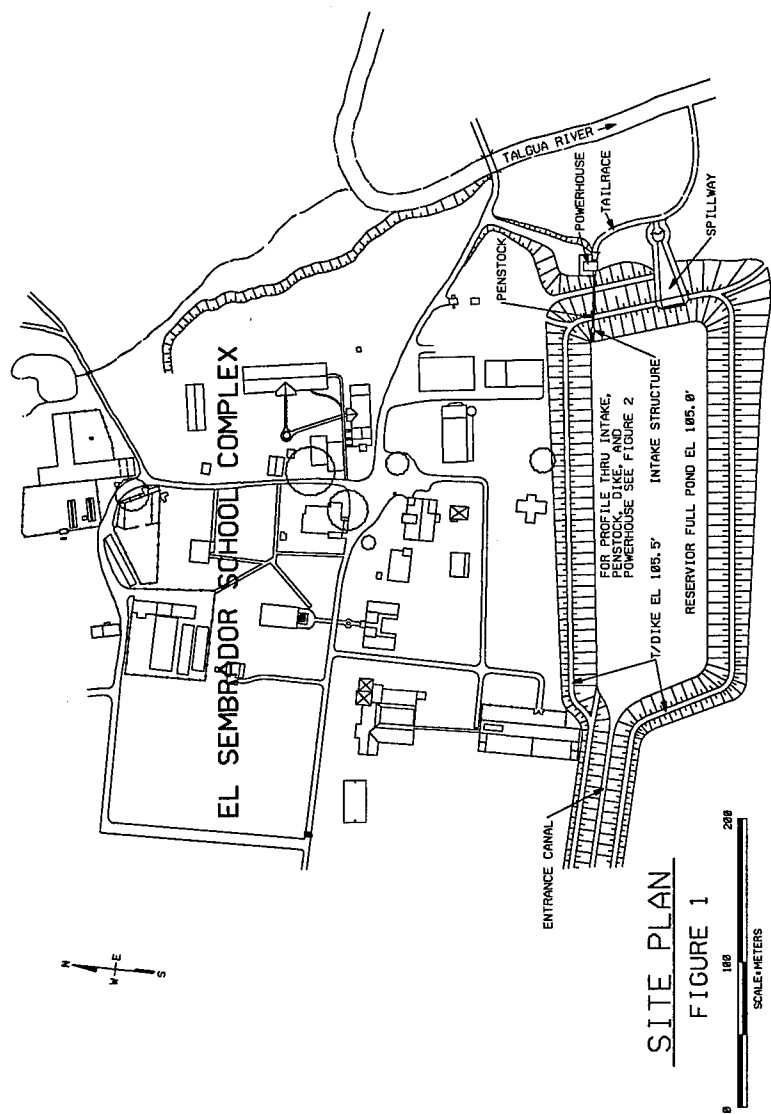 TALGUA RIVER
POWERHOUSE
TAILRACE
SPILLWAY
PENSTOCK
EL SEMBRADOR SCHOOL COMPLEX
FOR PROFILE THRU INTAKE,
PENSTOCK, DIKE, AND
POWERHOUSE SEE FIGURE 2
T/DIKE EL 105.5'
INTAKE STRUCTURE
RESERVIOR FULL POND EL 105.0'
ENTRANCE CANAL
N
W E
S
SITE PLAN
FIGURE 1
0 100 200
SCALE=METERS